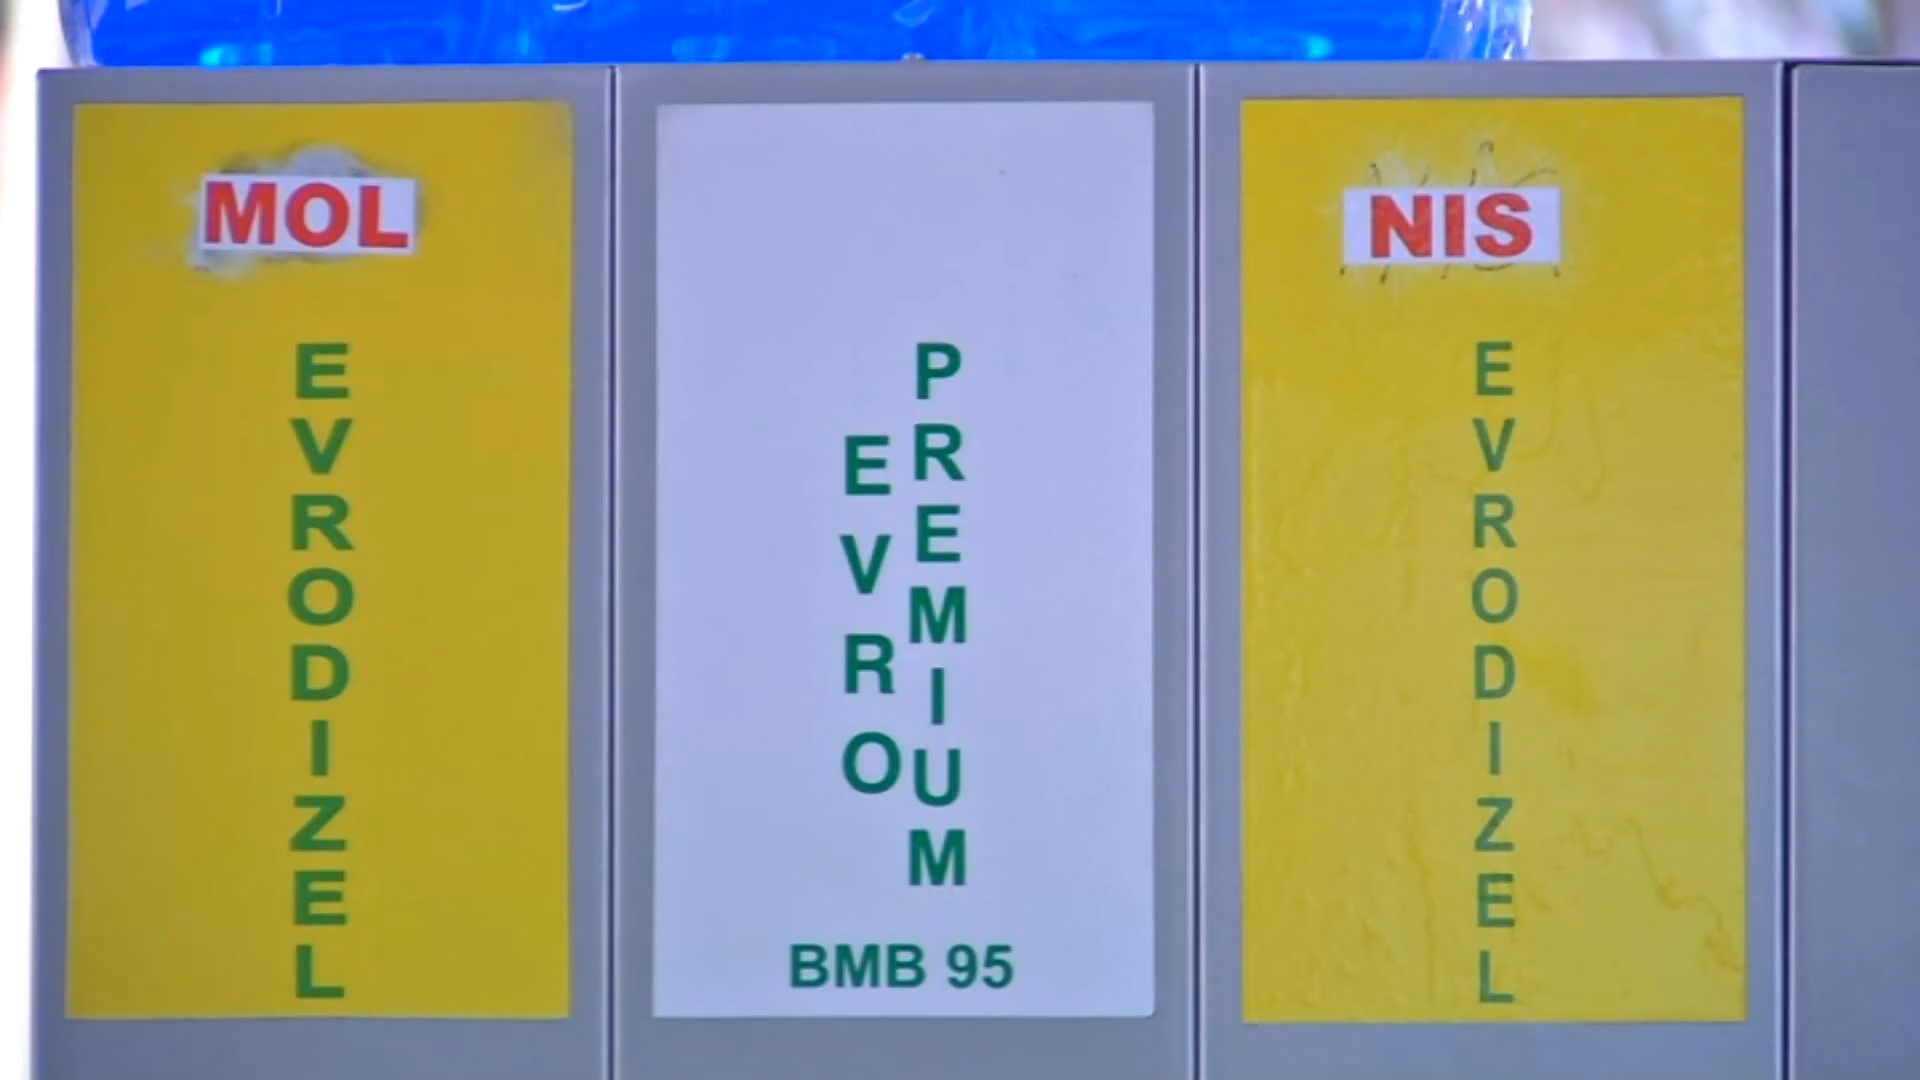 MOL
EVRODIZEL
EVRO
PREMIUM
BMB 95
NIS
EVRODIZEL